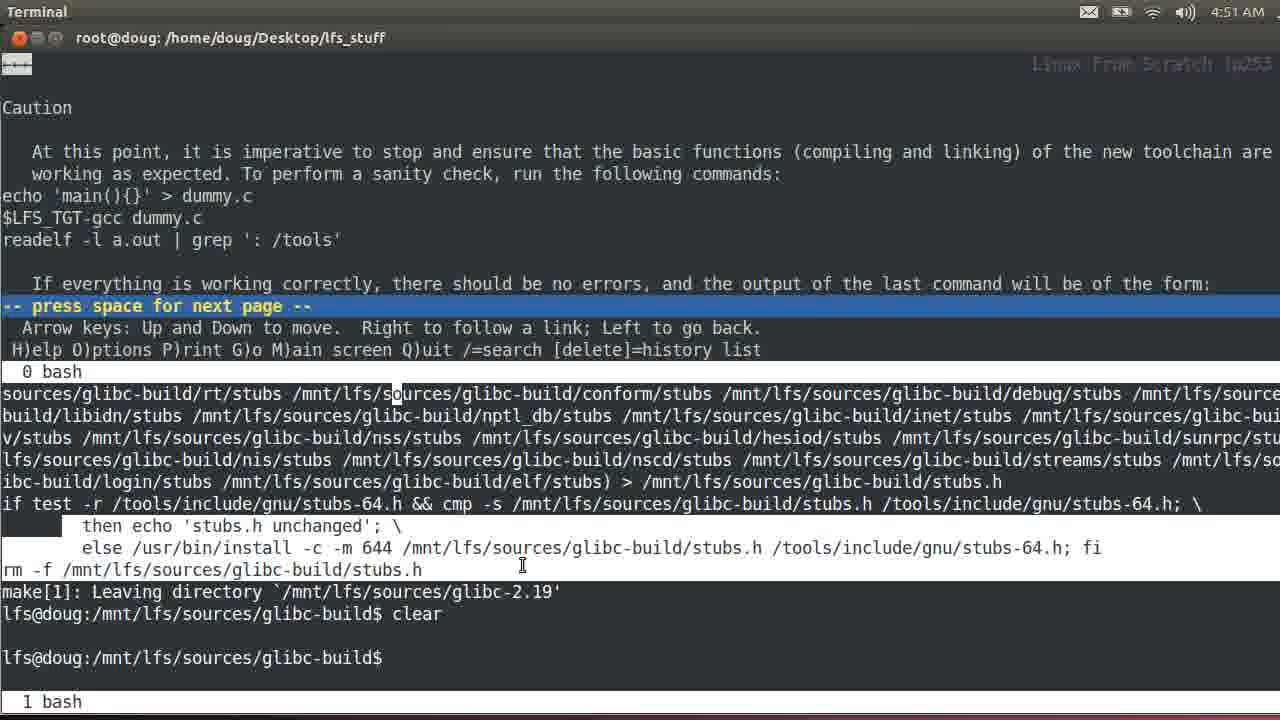 Terminal 4:51 AM
root@doug: /home/doug/Desktop/lfs_stuff
Linux From Scratch (p253
Caution
At this point, it is imperative to stop and ensure that the basic functions (compiling and linking) of the new toolchain are
working as expected. To perform a sanity check, run the following commands:
echo 'main(){}' > dummy.c
$LFS_TGT-gcc dummy.c
readelf -l a.out | grep ': /tools'
If everything is working correctly, there should be no errors, and the output of the last command will be of the form:
-- press space for next page --
Arrow keys: Up and Down to move.  Right to follow a link; Left to go back.
H)elp O)ptions P)rint G)o M)ain screen Q)uit /=search [delete]=history list
0 bash
sources/glibc-build/rt/stubs /mnt/lfs/sources/glibc-build/conform/stubs /mnt/lfs/sources/glibc-build/debug/stubs /mnt/lfs/source
build/libidn/stubs /mnt/lfs/sources/glibc-build/nptl_db/stubs /mnt/lfs/sources/glibc-build/inet/stubs /mnt/lfs/sources/glibc-bui
v/stubs /mnt/lfs/sources/glibc-build/nss/stubs /mnt/lfs/sources/glibc-build/hesiod/stubs /mnt/lfs/sources/glibc-build/sunrpc/stu
lfs/sources/glibc-build/nis/stubs /mnt/lfs/sources/glibc-build/nscd/stubs /mnt/lfs/sources/glibc-build/streams/stubs /mnt/lfs/so
ibc-build/login/stubs /mnt/lfs/sources/glibc-build/elf/stubs) > /mnt/lfs/sources/glibc-build/stubs.h
if test -r /tools/include/gnu/stubs-64.h && cmp -s /mnt/lfs/sources/glibc-build/stubs.h /tools/include/gnu/stubs-64.h; \
then echo 'stubs.h unchanged'; \
else /usr/bin/install -c -m 644 /mnt/lfs/sources/glibc-build/stubs.h /tools/include/gnu/stubs-64.h; fi
rm -f /mnt/lfs/sources/glibc-build/stubs.h
make[1]: Leaving directory `/mnt/lfs/sources/glibc-2.19'
lfs@doug:/mnt/lfs/sources/glibc-build$ clear
lfs@doug:/mnt/lfs/sources/glibc-build$
1 bash